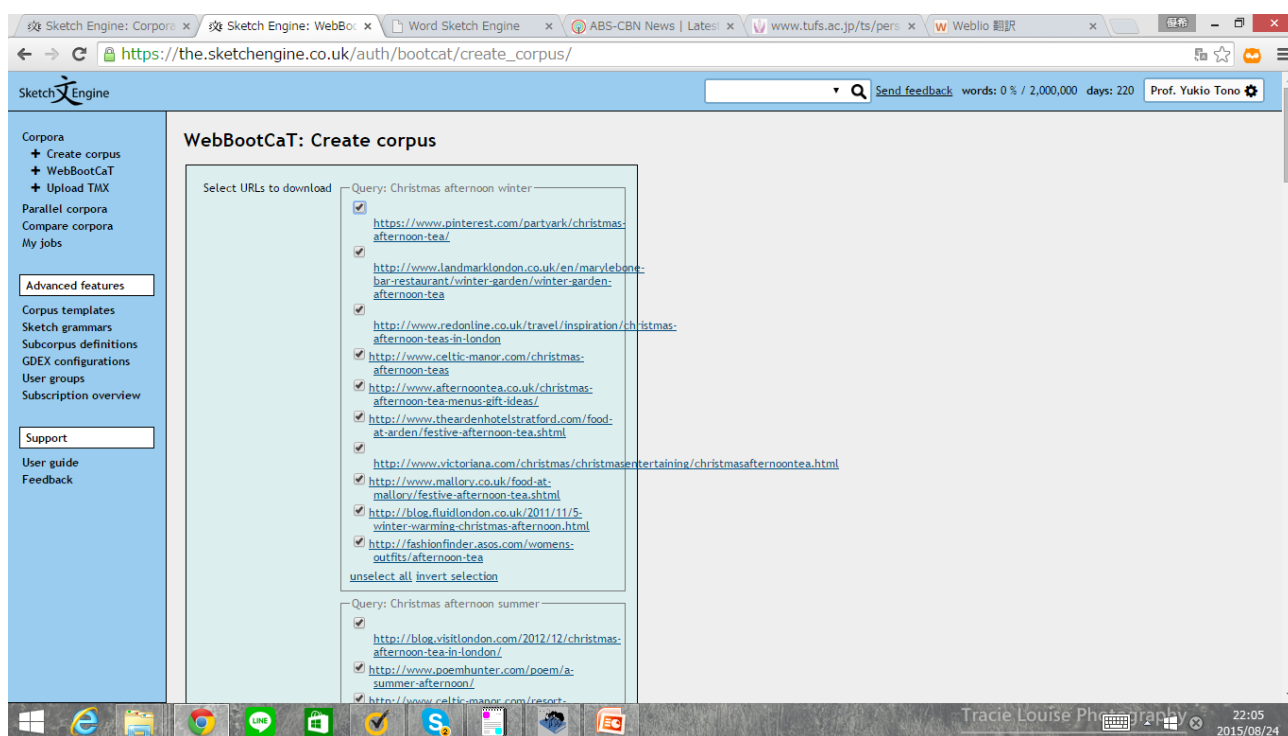 Sketch Engine: Corpora
Sketch Engine: WebBoo
Word Sketch Engine
ABS-CBN News | Latest
www.tufs.ac.jp/ts/pers
Weblio 翻訳
https://the.sketchengine.co.uk/auth/bootcat/create_corpus/
Sketch Engine
Send feedback words: 0 % / 2,000,000 days: 220 Prof. Yukio Tono
Corpora
+ Create corpus
+ WebBootCaT
+ Upload TMX
Parallel corpora
Compare corpora
My jobs
Advanced features
Corpus templates
Sketch grammars
Subcorpus definitions
GDEX configurations
User groups
Subscription overview
Support
User guide
Feedback
WebBootCaT: Create corpus
Select URLs to download
Query: Christmas afternoon winter
https://www.pinterest.com/partyark/christmas-
afternoon-tea/
http://www.landmarklondon.co.uk/en/marylebone-
bar-restaurant/winter-garden/winter-garden-
afternoon-tea
http://www.redonline.co.uk/travel/inspiration/christmas-
afternoon-teas-in-london
http://www.celtic-manor.com/christmas-
afternoon-teas
http://www.afternoontea.co.uk/christmas-
afternoon-tea-menus-gift-ideas/
http://www.theardenhotelstratford.com/food-
at-arden/festive-afternoon-tea.shtml
http://www.victoriana.com/christmas/christmasentertaining/christmasafternoontea.html
http://www.mallory.co.uk/food-at-
mallory/festive-afternoon-tea.shtml
http://blog.fluidlondon.co.uk/2011/11/5-
winter-warming-christmas-afternoon.html
http://fashionfinder.asos.com/womens-
outfits/afternoon-tea
unselect all invert selection
Query: Christmas afternoon summer
http://blog.visitlondon.com/2012/12/christmas-
afternoon-tea-in-london/
http://www.poemhunter.com/poem/a-
summer-afternoon/
http://www.celtic-manor.com/resort-
LINE
Tracie Louise Photography
22:05
2015/08/24